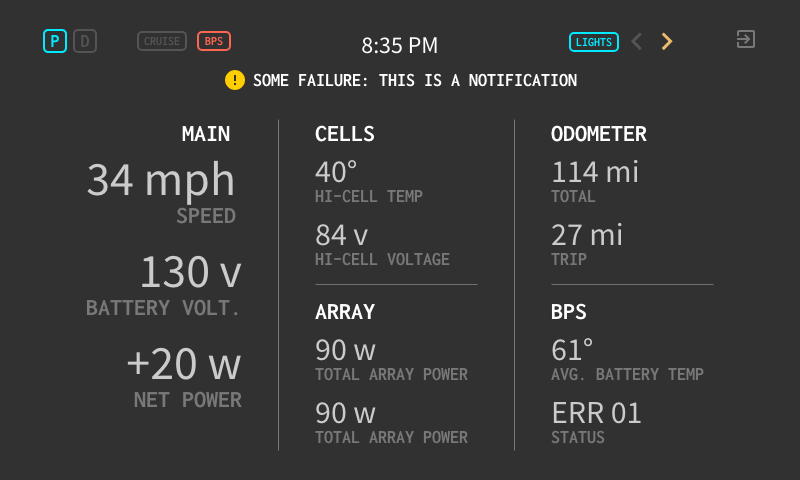 P D CRUISE BPS 8:35 PM LIGHTS
! SOME FAILURE: THIS IS A NOTIFICATION
MAIN
34 mph
SPEED
130 v
BATTERY VOLT.
+20 w
NET POWER
CELLS
40°
HI-CELL TEMP
84 v
HI-CELL VOLTAGE
ARRAY
90 w
TOTAL ARRAY POWER
90 w
TOTAL ARRAY POWER
ODOMETER
114 mi
TOTAL
27 mi
TRIP
BPS
61°
AVG. BATTERY TEMP
ERR 01
STATUS